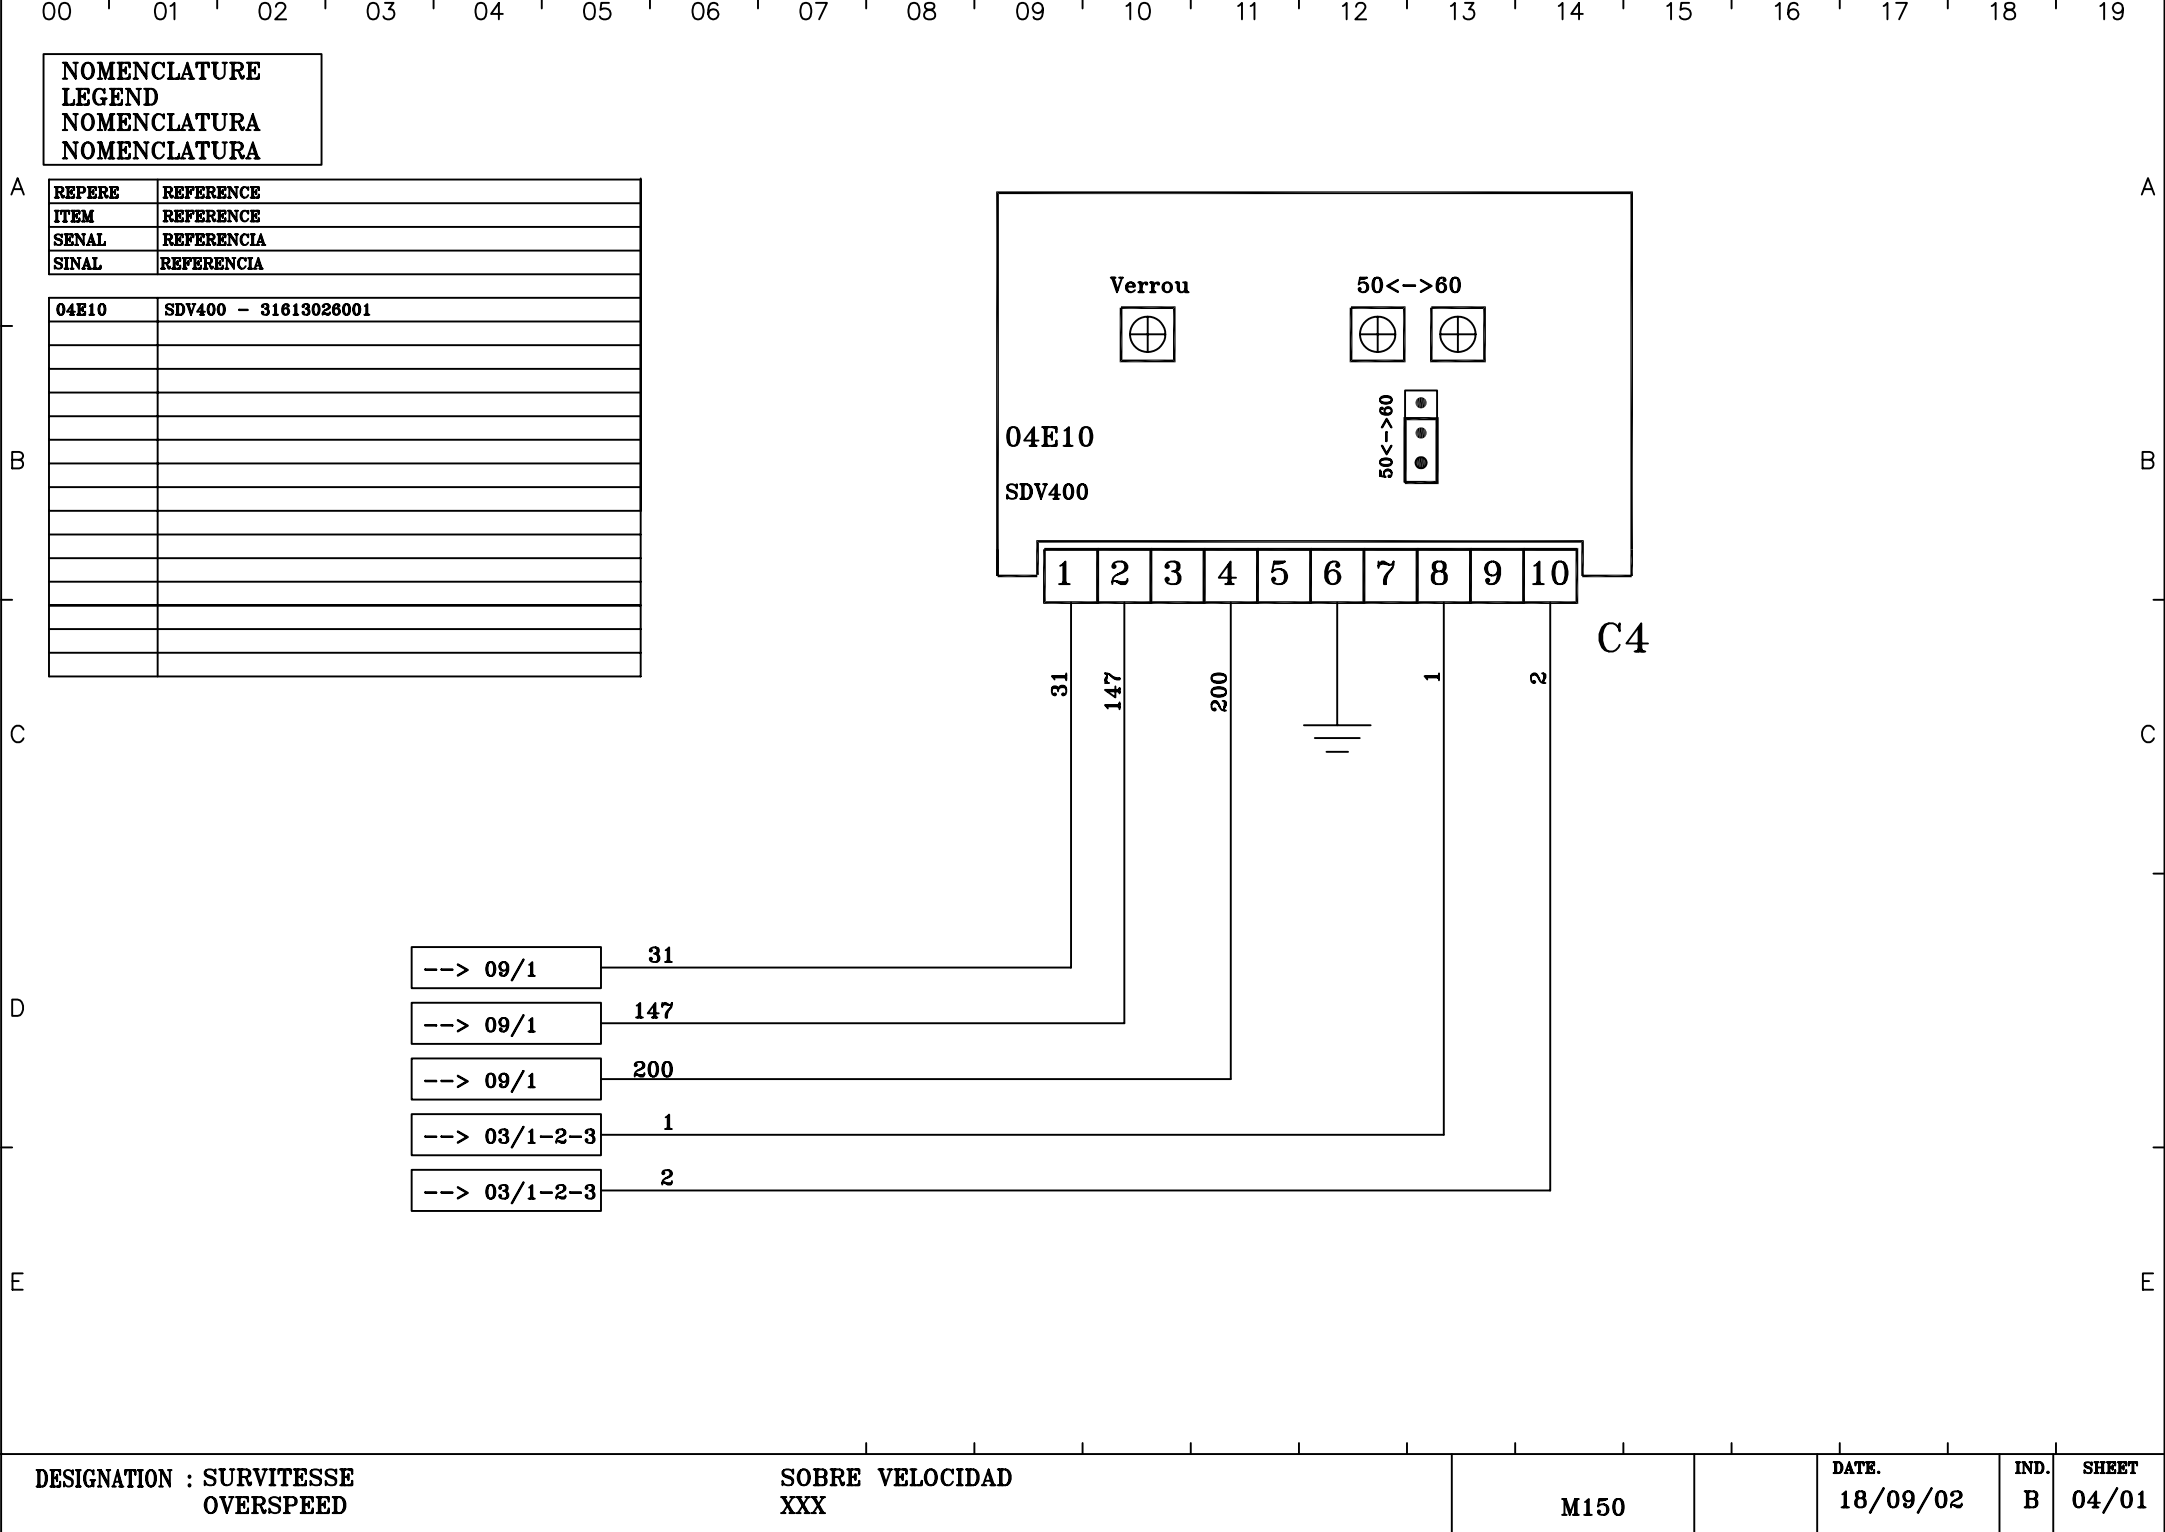 00 01 02 03 04 05 06 07 08 09 10 11 12 13 14 15 16 17 18 19
NOMENCLATURE
LEGEND
NOMENCLATURA
NOMENCLATURA
A A
REPERE REFERENCE
ITEM REFERENCE
SENAL REFERENCIA
SINAL REFERENCIA
04E10 SDV400 - 31613026001
Verrou 50<->60
50<->60
04E10
SDV400
B B
1 2 3 4 5 6 7 8 9 10
C4
31 147 200 1 2
C C
--> 09/1 31
--> 09/1 147
D D
--> 09/1 200
--> 03/1-2-3 1
--> 03/1-2-3 2
E E
DESIGNATION : SURVITESSE SOBRE VELOCIDAD
OVERSPEED XXX
M150
DATE. IND. SHEET
18/09/02 B 04/01